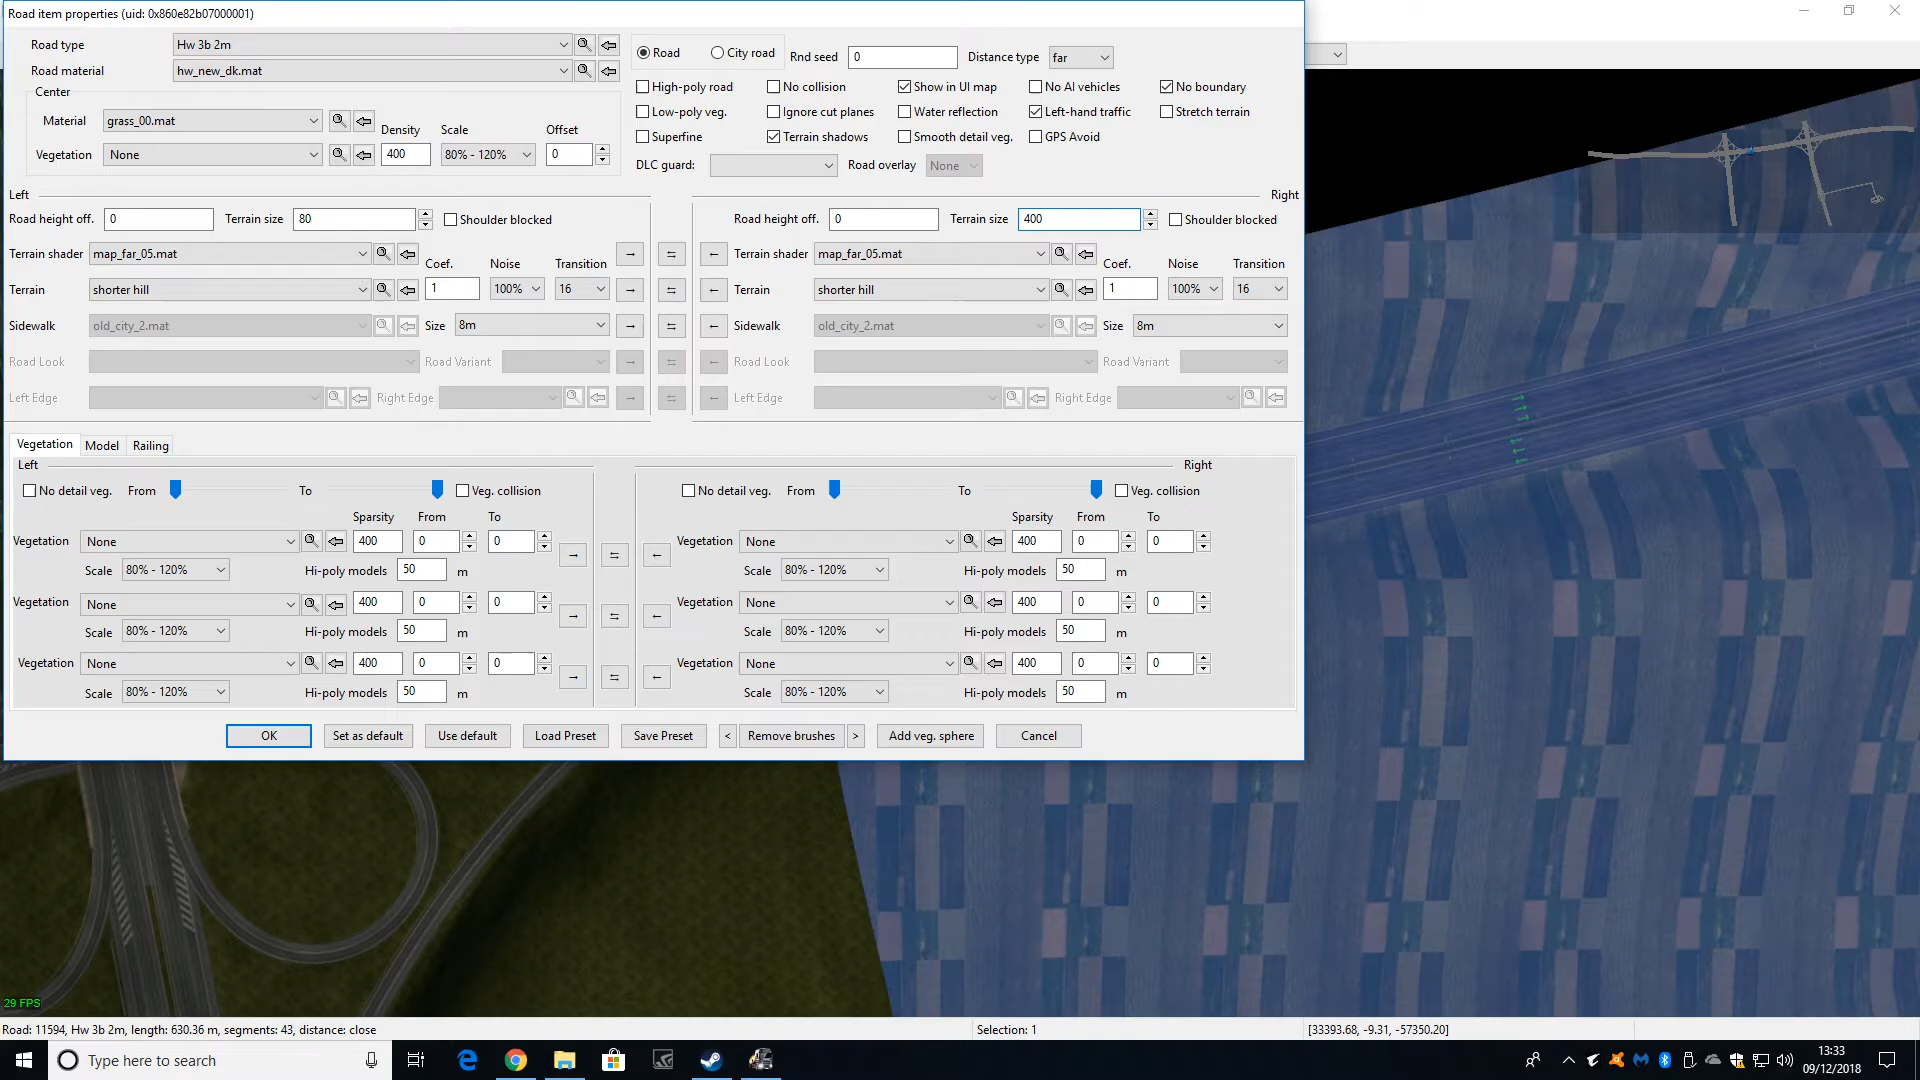 Road item properties (uid: 0x860e82b07000001)
Road type Hw 3b 2m
Road material hw_new_dk.mat
Road City road Rnd seed 0 Distance type far
High-poly road No collision Show in UI map No AI vehicles No boundary
Low-poly veg. Ignore cut planes Water reflection Left-hand traffic Stretch terrain
Superfine Terrain shadows Smooth detail veg. GPS Avoid
DLC guard: Road overlay None
Center
Material grass_00.mat Density Scale Offset
Vegetation None 400 80% - 120% 0
Left Right
Road height off. 0 Terrain size 80 Shoulder blocked Road height off. 0 Terrain size 400 Shoulder blocked
Terrain shader map_far_05.mat Coef. Noise Transition → ⇆ ← Terrain shader map_far_05.mat Coef. Noise Transition
Terrain shorter hill 1 100% 16 → ⇆ ← Terrain shorter hill 1 100% 16
Sidewalk old_city_2.mat Size 8m → ⇆ ← Sidewalk old_city_2.mat Size 8m
Road Look Road Variant → ⇆ ← Road Look Road Variant
Left Edge Right Edge → ⇆ ← Left Edge Right Edge
Vegetation Model Railing
Left Right
No detail veg. From To Veg. collision No detail veg. From To Veg. collision
Sparsity From To Sparsity From To
Vegetation None 400 0 0 → ⇆ ← Vegetation None 400 0 0
Scale 80% - 120% Hi-poly models 50 m Scale 80% - 120% Hi-poly models 50 m
Vegetation None 400 0 0 → ⇆ ← Vegetation None 400 0 0
Scale 80% - 120% Hi-poly models 50 m Scale 80% - 120% Hi-poly models 50 m
Vegetation None 400 0 0 → ⇆ ← Vegetation None 400 0 0
Scale 80% - 120% Hi-poly models 50 m Scale 80% - 120% Hi-poly models 50 m
OK Set as default Use default Load Preset Save Preset < Remove brushes > Add veg. sphere Cancel
29 FPS
Road: 11594, Hw 3b 2m, length: 630.36 m, segments: 43, distance: close Selection: 1 [33393.68, -9.31, -57350.20]
Type here to search
13:33
09/12/2018